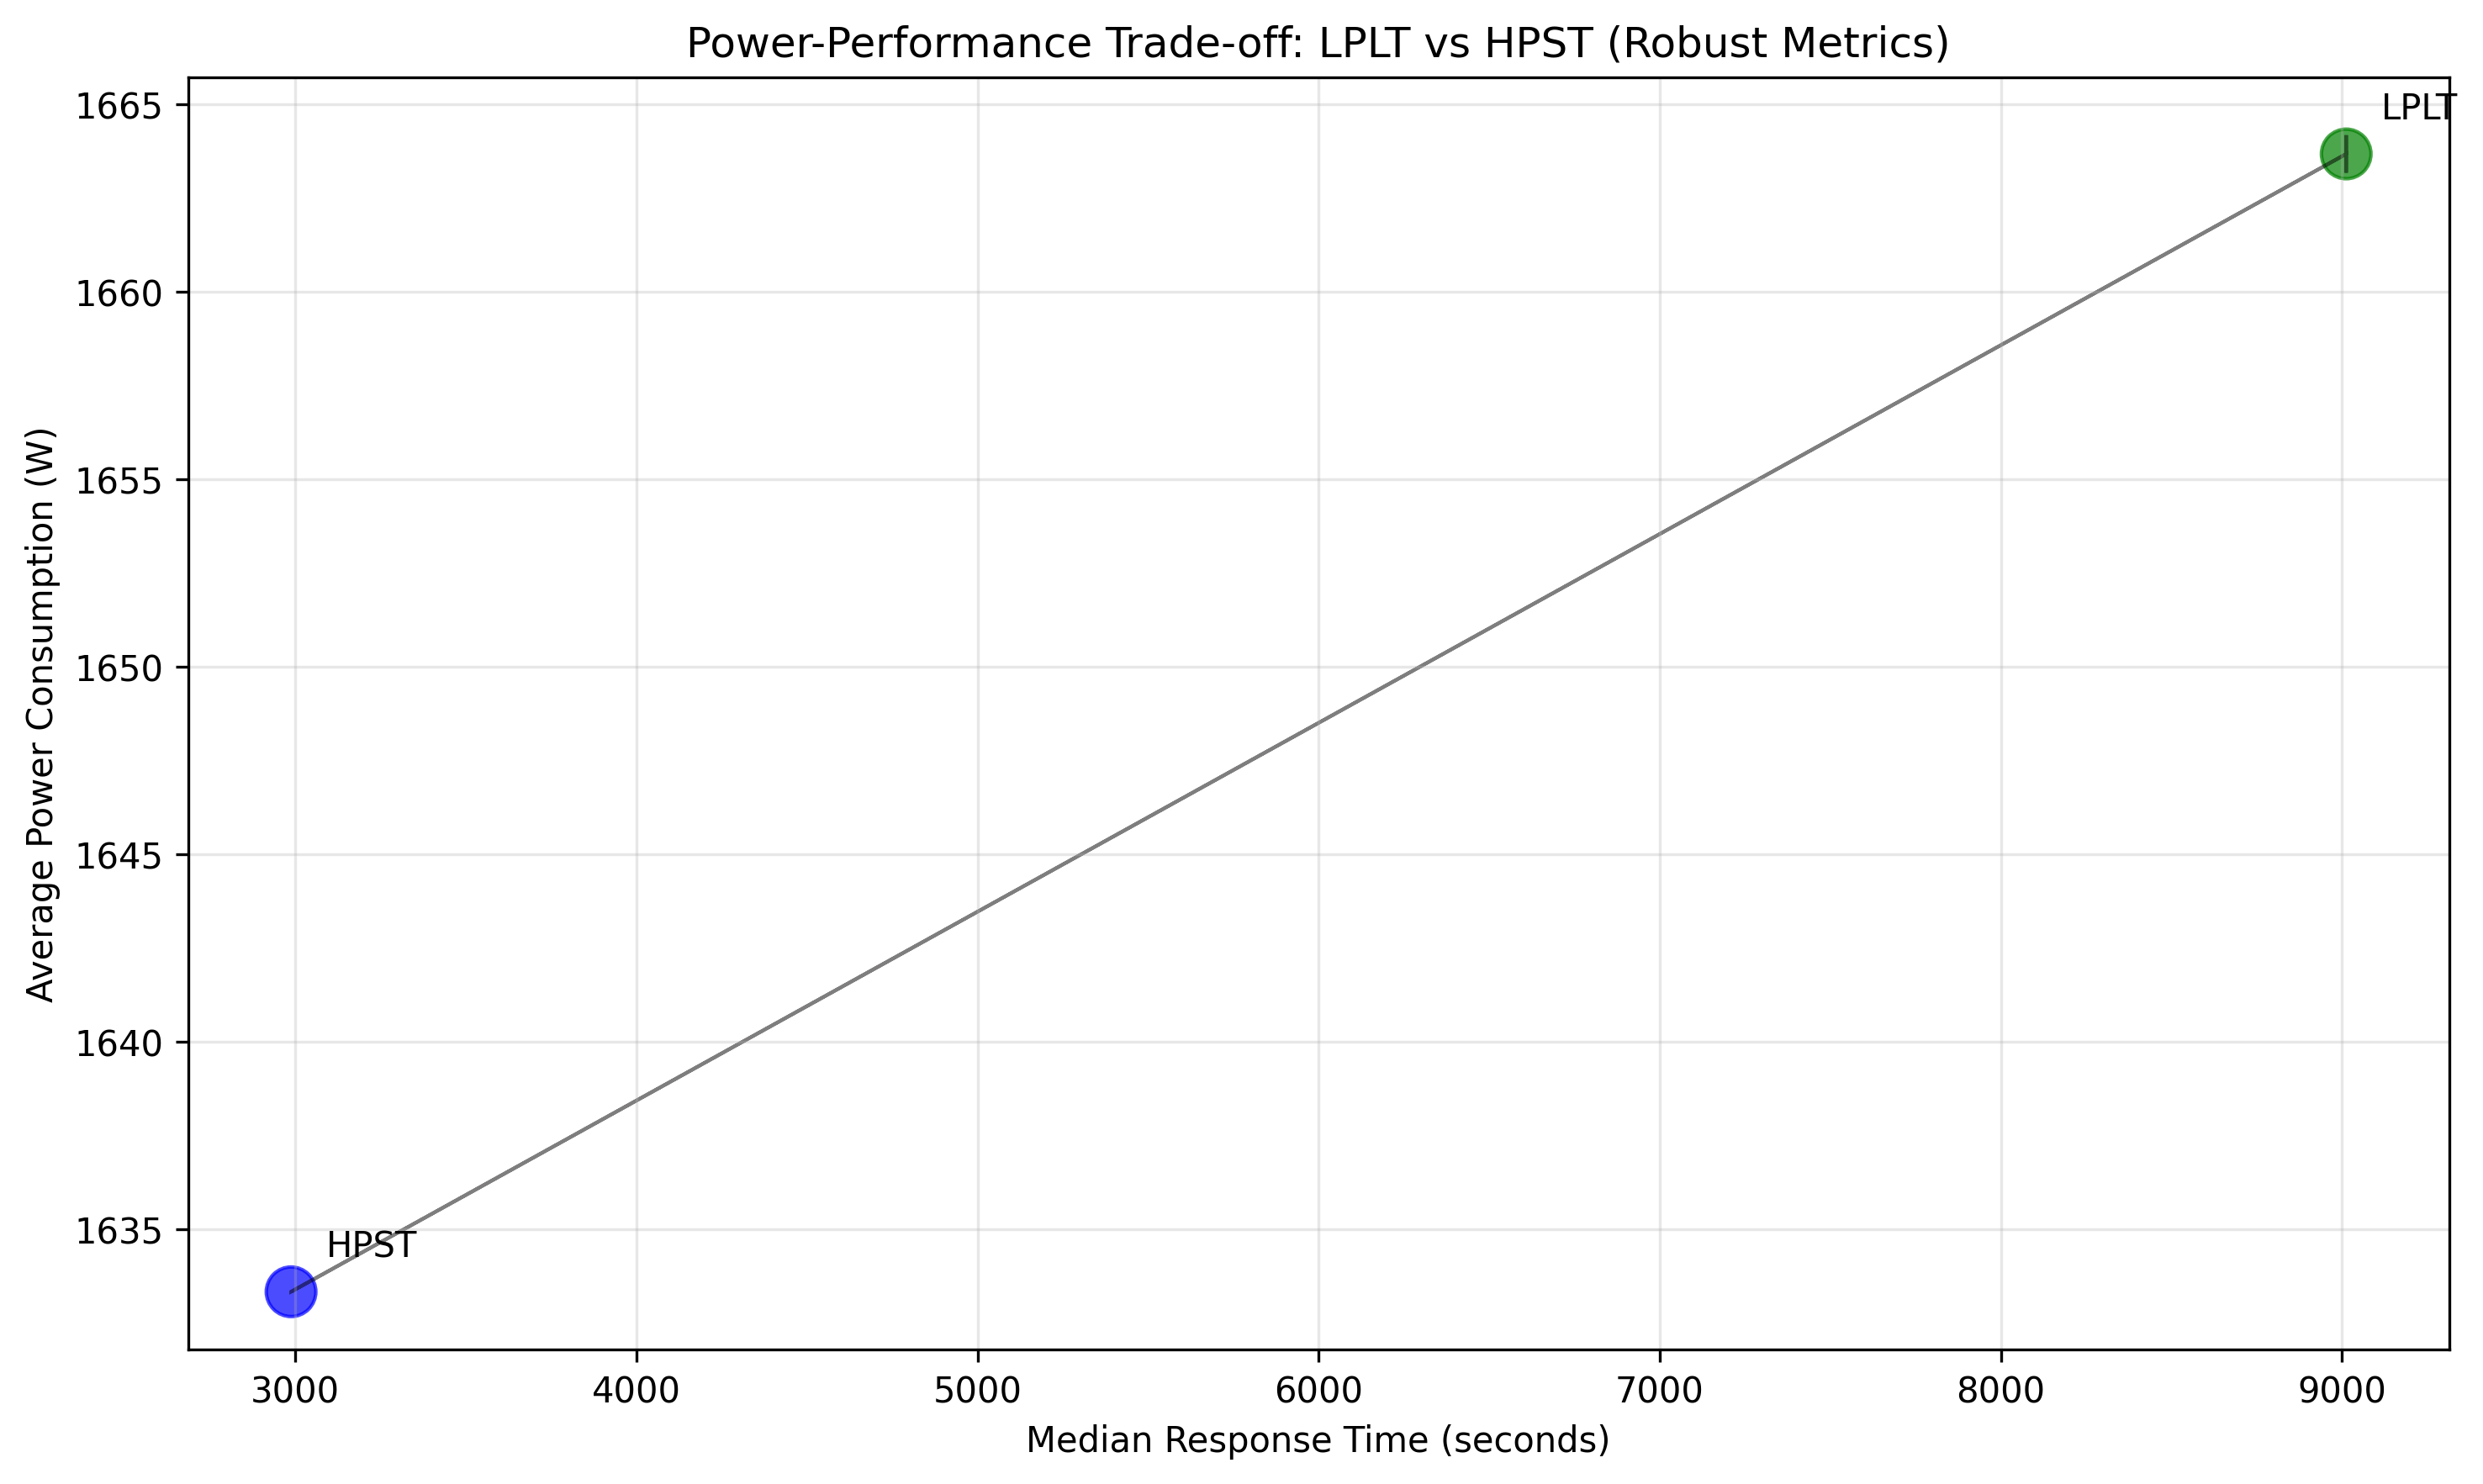 Power-Performance Trade-off: LPLT vs HPST (Robust Metrics)
1665
LPLT
1660
1655
1650
1645
1640
1635
HPST
Average Power Consumption (W)
3000 4000 5000 6000 7000 8000 9000
Median Response Time (seconds)